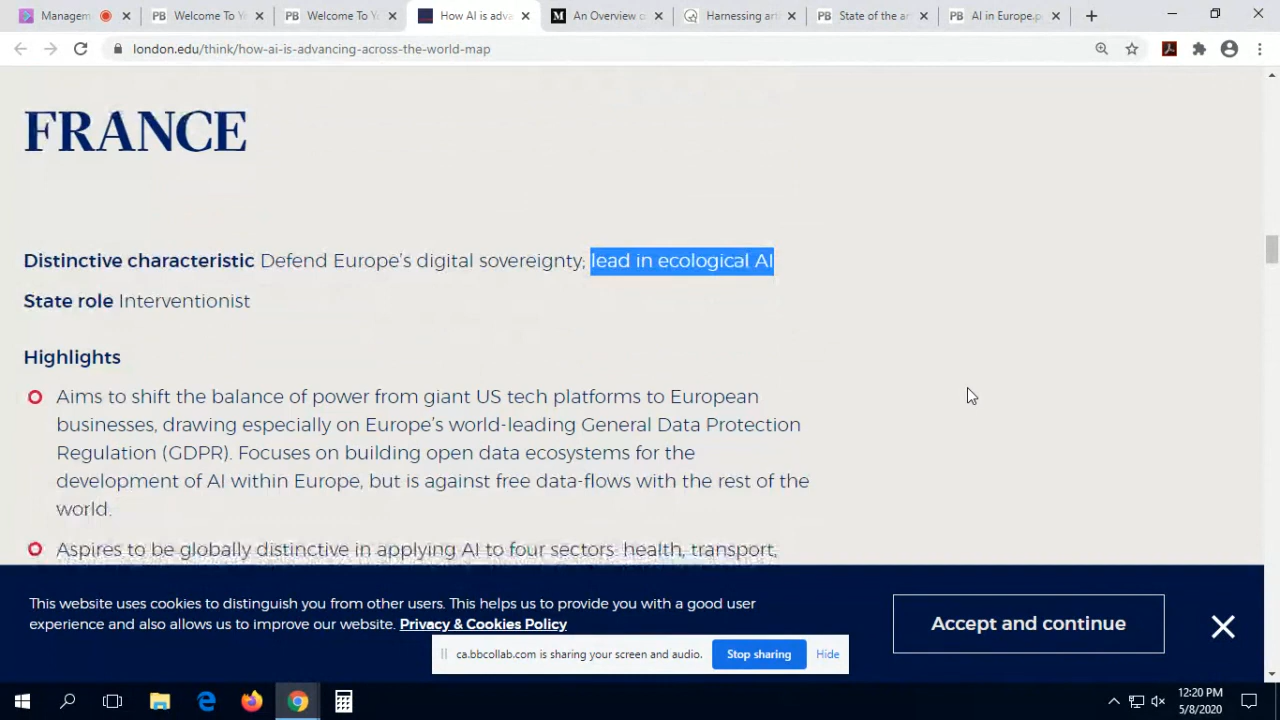 Managem
Welcome To Yo
Welcome To Yo
How AI is adva
An Overview o
Harnessing arti
State of the ar
AI in Europe.p
london.edu/think/how-ai-is-advancing-across-the-world-map
FRANCE
Distinctive characteristic Defend Europe's digital sovereignty; lead in ecological AI
State role Interventionist
Highlights
Aims to shift the balance of power from giant US tech platforms to European
businesses, drawing especially on Europe's world-leading General Data Protection
Regulation (GDPR). Focuses on building open data ecosystems for the
development of AI within Europe, but is against free data-flows with the rest of the
world.
Aspires to be globally distinctive in applying AI to four sectors health, transport,
This website uses cookies to distinguish you from other users. This helps us to provide you with a good user
experience and also allows us to improve our website. Privacy & Cookies Policy
Accept and continue
ca.bbcollab.com is sharing your screen and audio.
Stop sharing
Hide
12:20 PM
5/8/2020